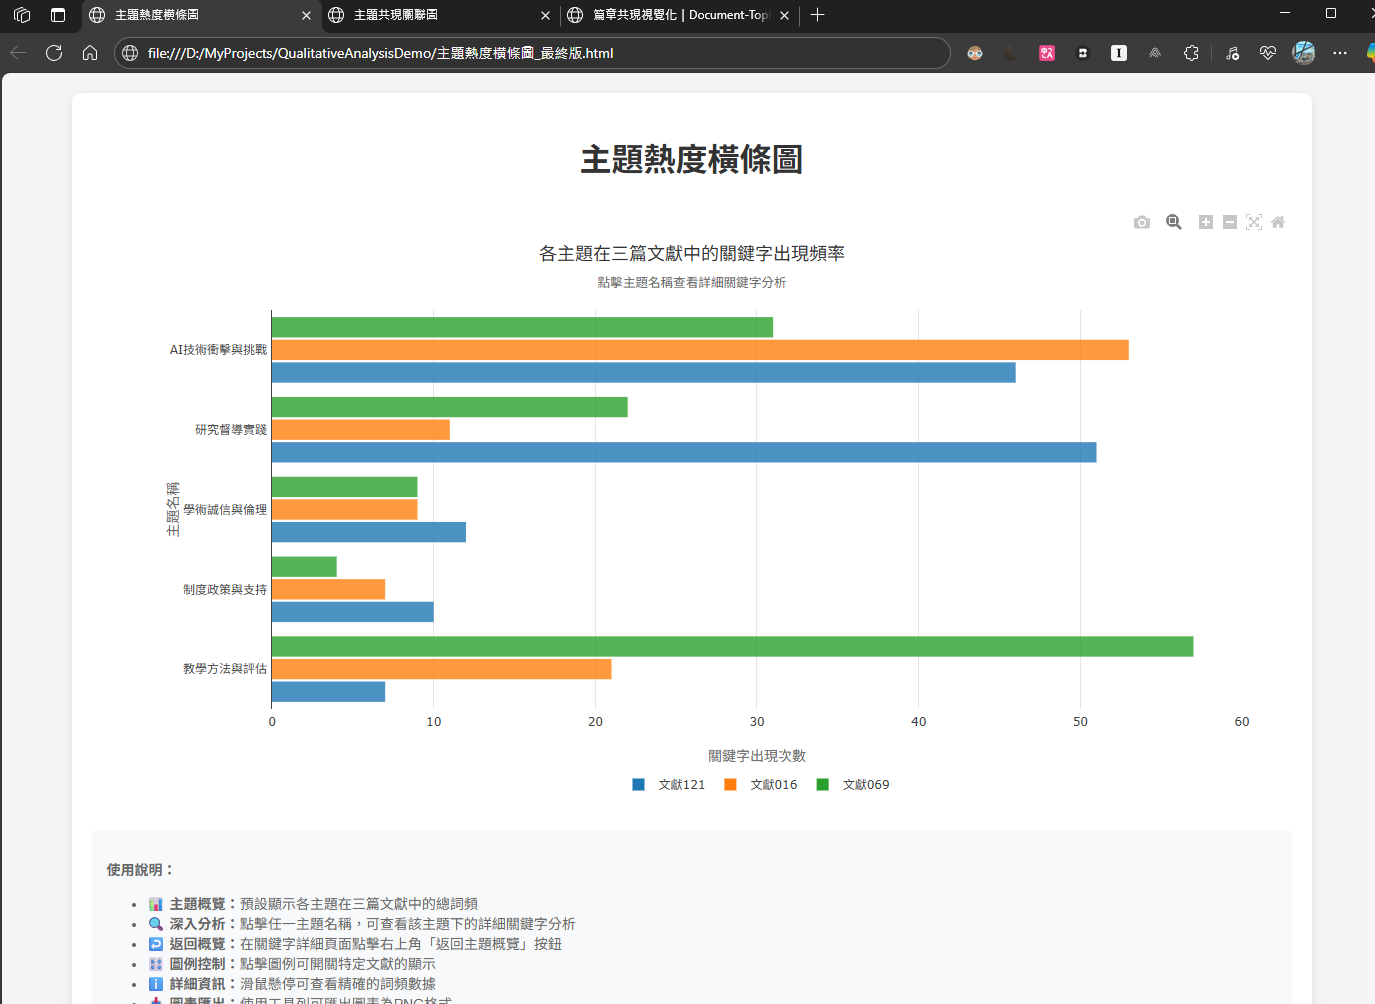 主題熱度橫條圖
主題共現關聯圖
篇章共現視覺化 | Document-Topi
file:///D:/MyProjects/QualitativeAnalysisDemo/主題熱度橫條圖_最終版.html
主題熱度橫條圖
各主題在三篇文獻中的關鍵字出現頻率
點擊主題名稱查看詳細關鍵字分析
主題名稱
AI技術衝擊與挑戰
研究督導實踐
學術誠信與倫理
制度政策與支持
教學方法與評估
0 10 20 30 40 50 60
關鍵字出現次數
文獻121 文獻016 文獻069
使用說明：
主題概覽：預設顯示各主題在三篇文獻中的總詞頻
深入分析：點擊任一主題名稱，可查看該主題下的詳細關鍵字分析
返回概覽：在關鍵字詳細頁面點擊右上角「返回主題概覽」按鈕
圖例控制：點擊圖例可開關特定文獻的顯示
詳細資訊：滑鼠懸停可查看精確的詞頻數據
圖表匯出：使用工具列可匯出圖表為PNG格式